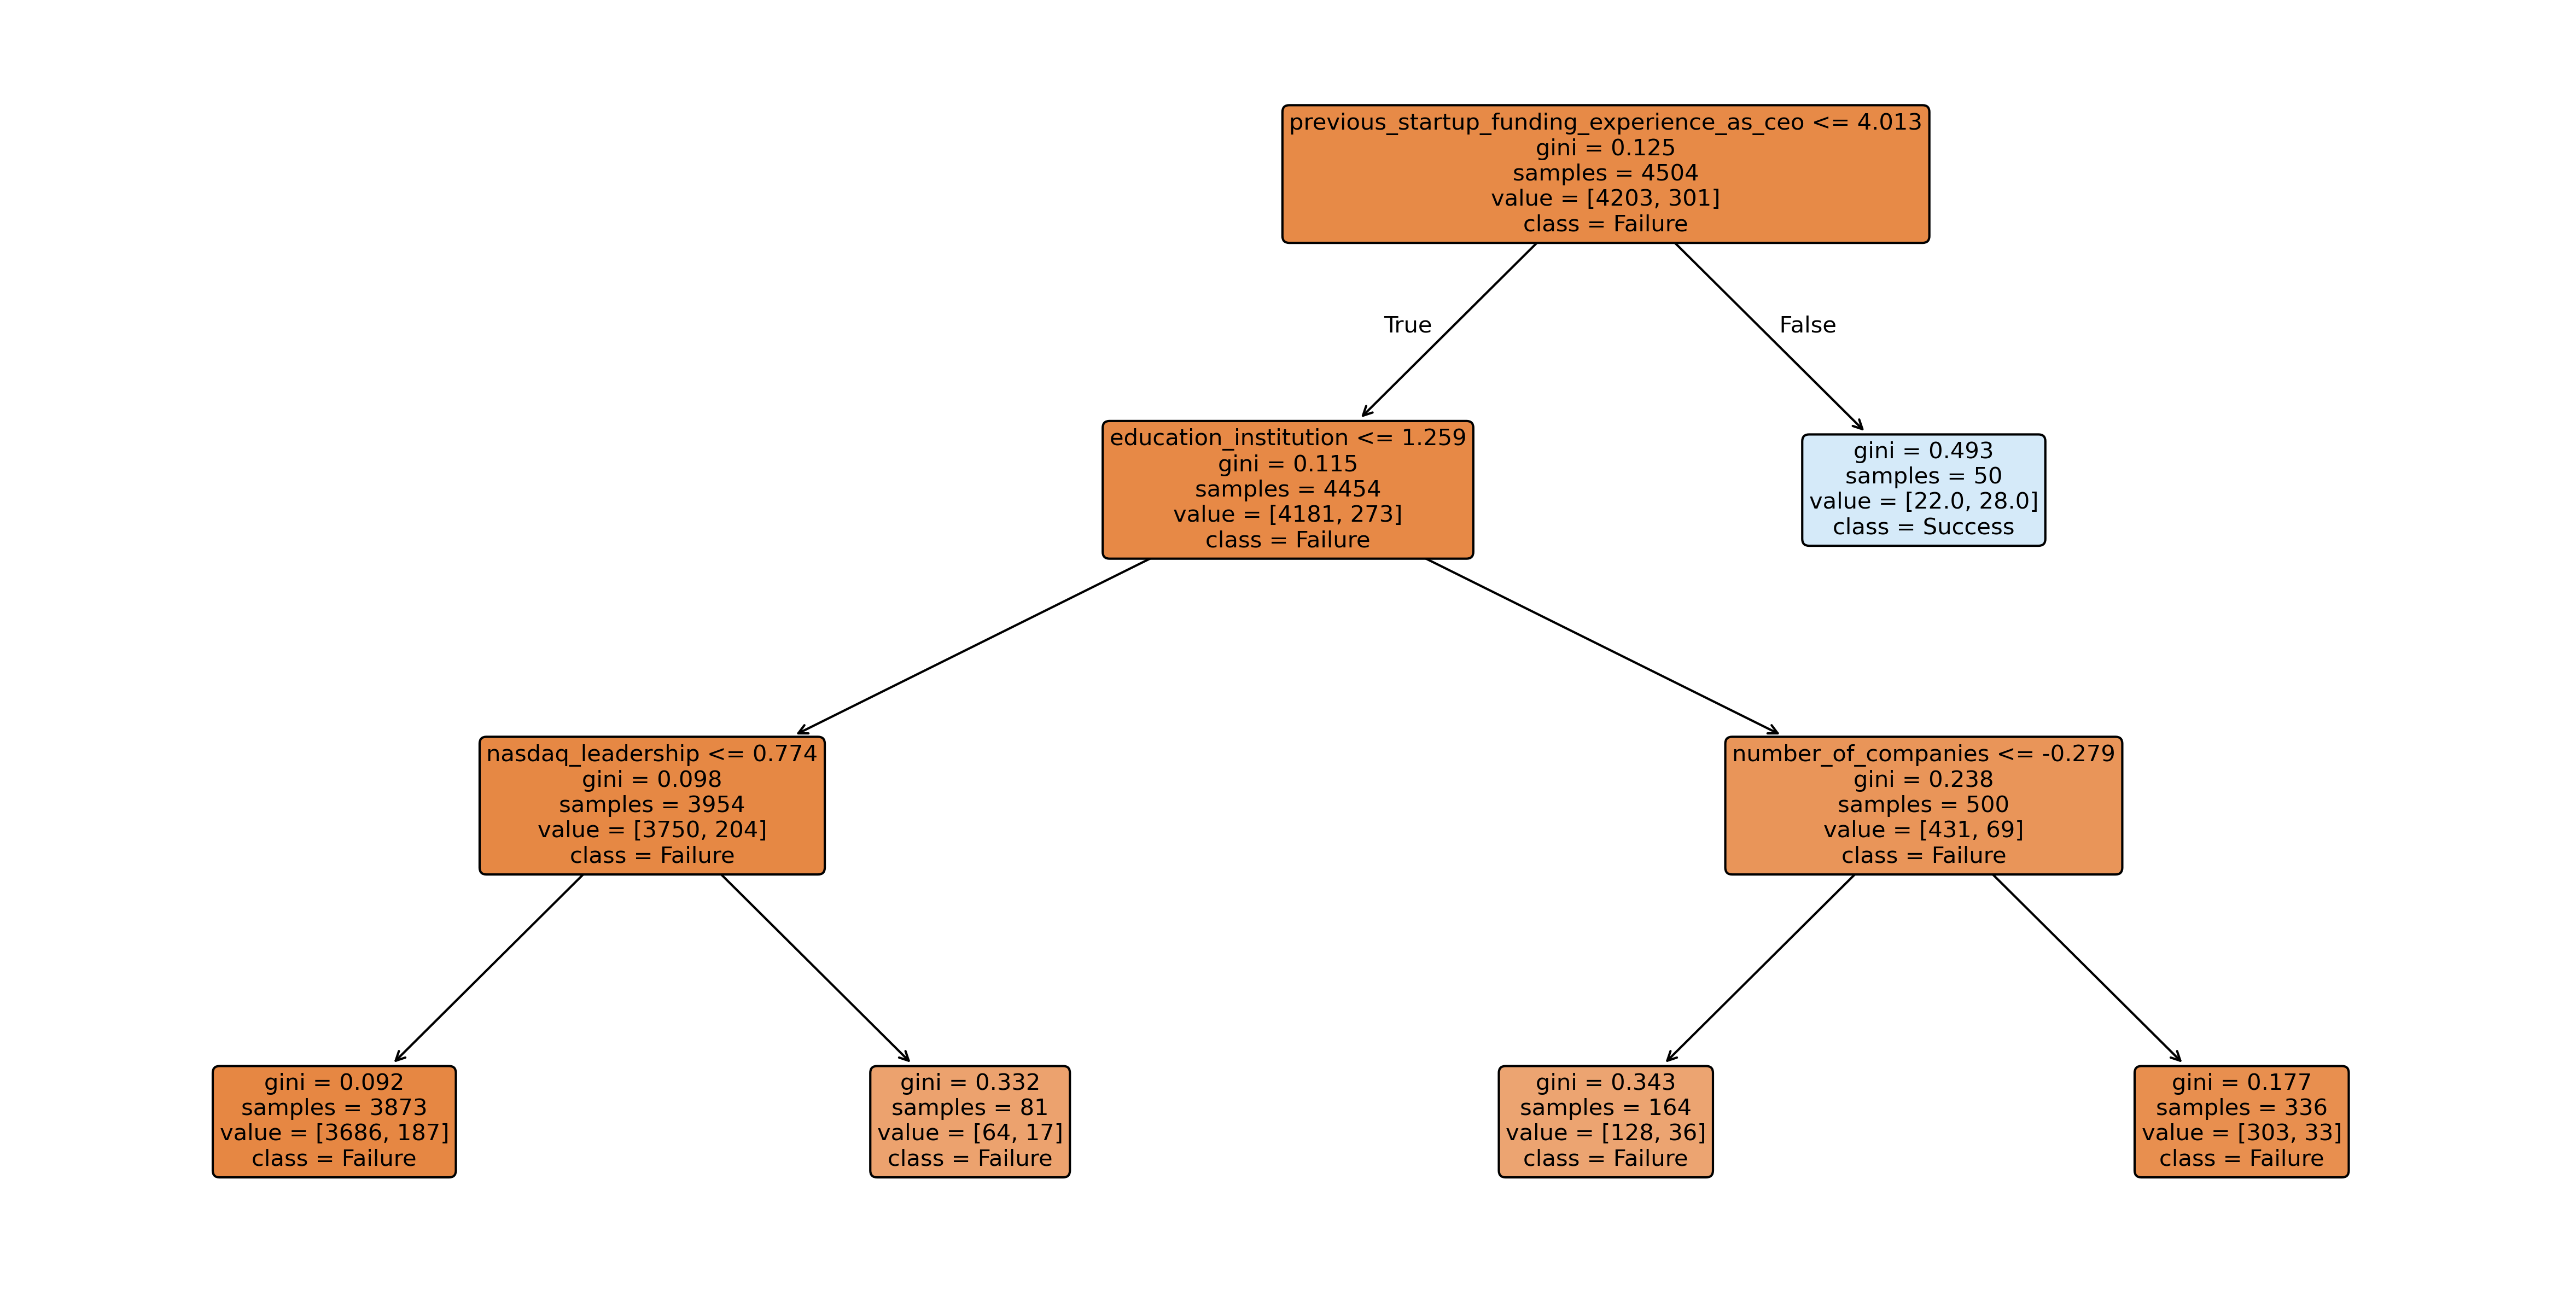 previous_startup_funding_experience_as_ceo <= 4.013
gini = 0.125
samples = 4504
value = [4203, 301]
class = Failure
True
False
education_institution <= 1.259
gini = 0.115
samples = 4454
value = [4181, 273]
class = Failure
gini = 0.493
samples = 50
value = [22.0, 28.0]
class = Success
nasdaq_leadership <= 0.774
gini = 0.098
samples = 3954
value = [3750, 204]
class = Failure
number_of_companies <= -0.279
gini = 0.238
samples = 500
value = [431, 69]
class = Failure
gini = 0.092
samples = 3873
value = [3686, 187]
class = Failure
gini = 0.332
samples = 81
value = [64, 17]
class = Failure
gini = 0.343
samples = 164
value = [128, 36]
class = Failure
gini = 0.177
samples = 336
value = [303, 33]
class = Failure